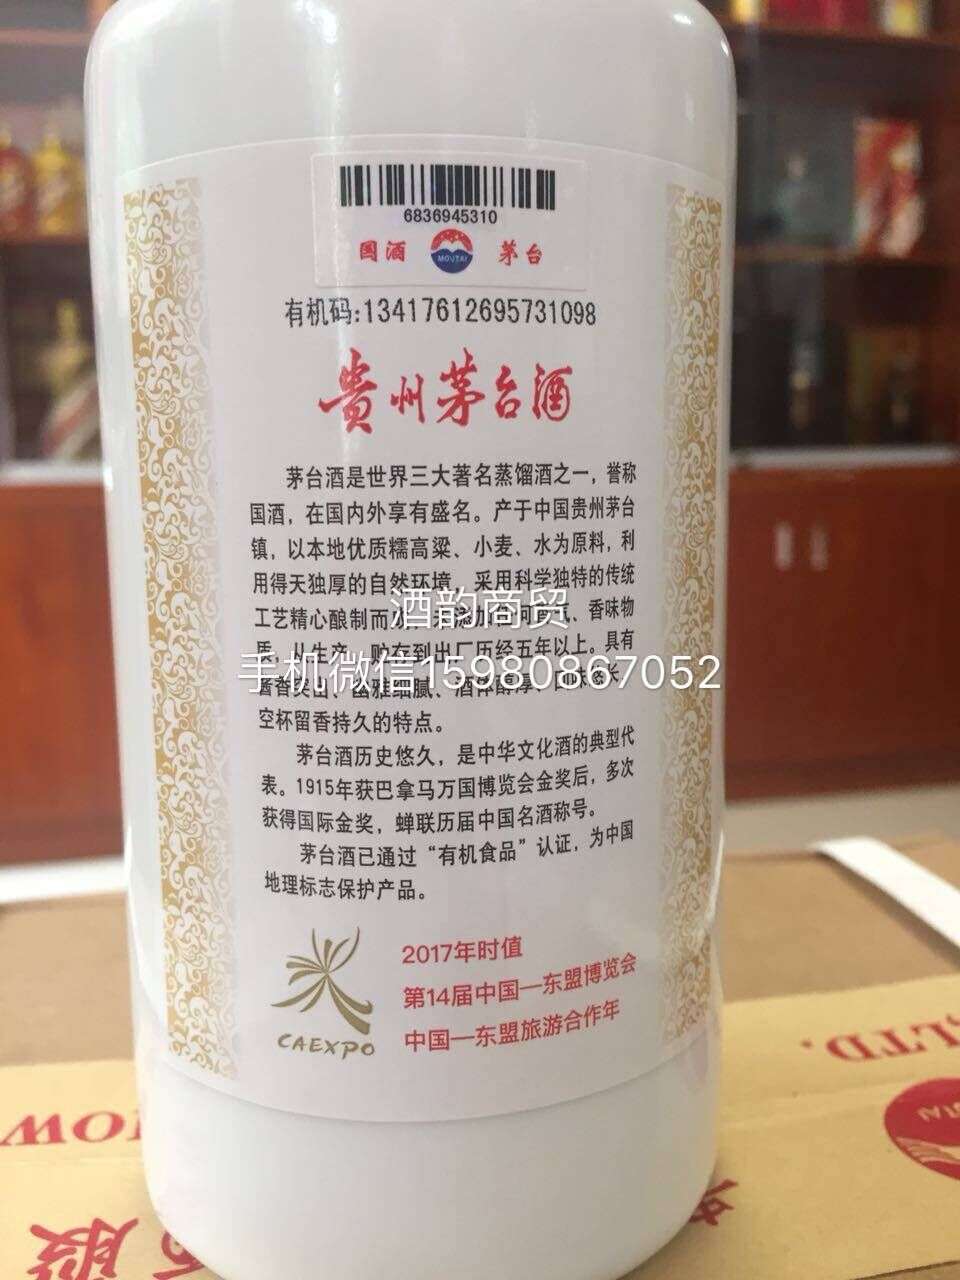 6836945310
国酒 MOUTAI 茅台
有机码:13417612695731098
貴州茅台酒
茅台酒是世界三大著名蒸馏酒之一，誉称
国酒，在国内外享有盛名。产于中国贵州茅台
镇，以本地优质糯高粱、小麦、水为原料，利
用得天独厚的自然环境，采用科学独特的传统
工艺精心酿制而
香味物
酒韵商贸
从生产、贮存到出厂历经五年以上。具有
手机微信15980867052
空杯留香持久的特点。
茅台酒历史悠久，是中华文化酒的典型代
表。1915年获巴拿马万国博览会金奖后，多次
获得国际金奖，蝉联历届中国名酒称号。
茅台酒已通过“有机食品”认证，为中国
地理标志保护产品。
2017年时值
第14届中国—东盟博览会
中国—东盟旅游合作年
CAEXPO
LTD.
MOUTAI